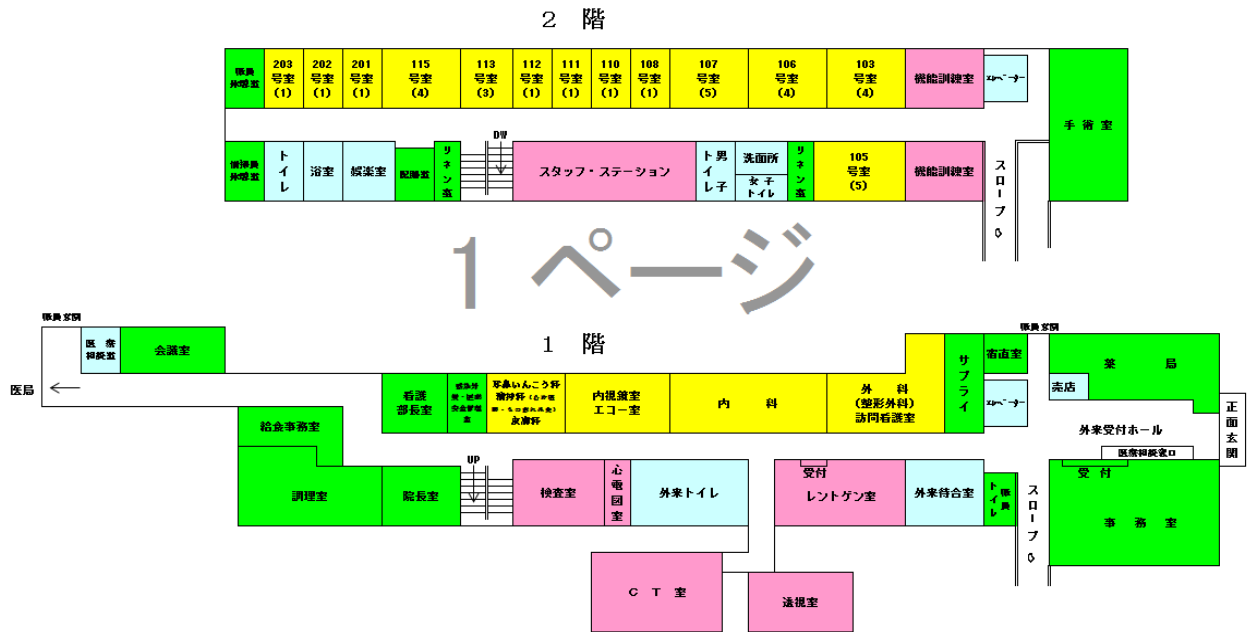 2 階
職員
休憩室
203
号室
(1)
202
号室
(1)
201
号室
(1)
115
号室
(4)
113
号室
(3)
112
号室
(1)
111
号室
(1)
110
号室
(1)
108
号室
(1)
107
号室
(5)
106
号室
(4)
103
号室
(4)
機能訓練室
エレベーター
手術室
休憩室
トイレ
浴室
娯楽室
配膳室
リネン室
DW
スタッフ・ステーション
男子トイレ
洗面所
女子
トイレ
リネン室
105
号室
(5)
機能訓練室
スロープ
1ページ
職員玄関
医療
相談室
会議室
1 階
職員玄関
医局
看護
部長室
耳鼻いんこう科
皮膚科
内視鏡室
エコー室
内 科
外 科
(整形外科)
訪問看護室
サプライ
宿直室
エレベーター
薬 局
売店
正面玄関
外来受付ホール
医療相談窓口
給食事務室
調理室
院長室
UP
検査室
心電図室
外来トイレ
受付
レントゲン室
外来待合室
職員トイレ
スロープ
受 付
事 務 室
C T 室
透視室